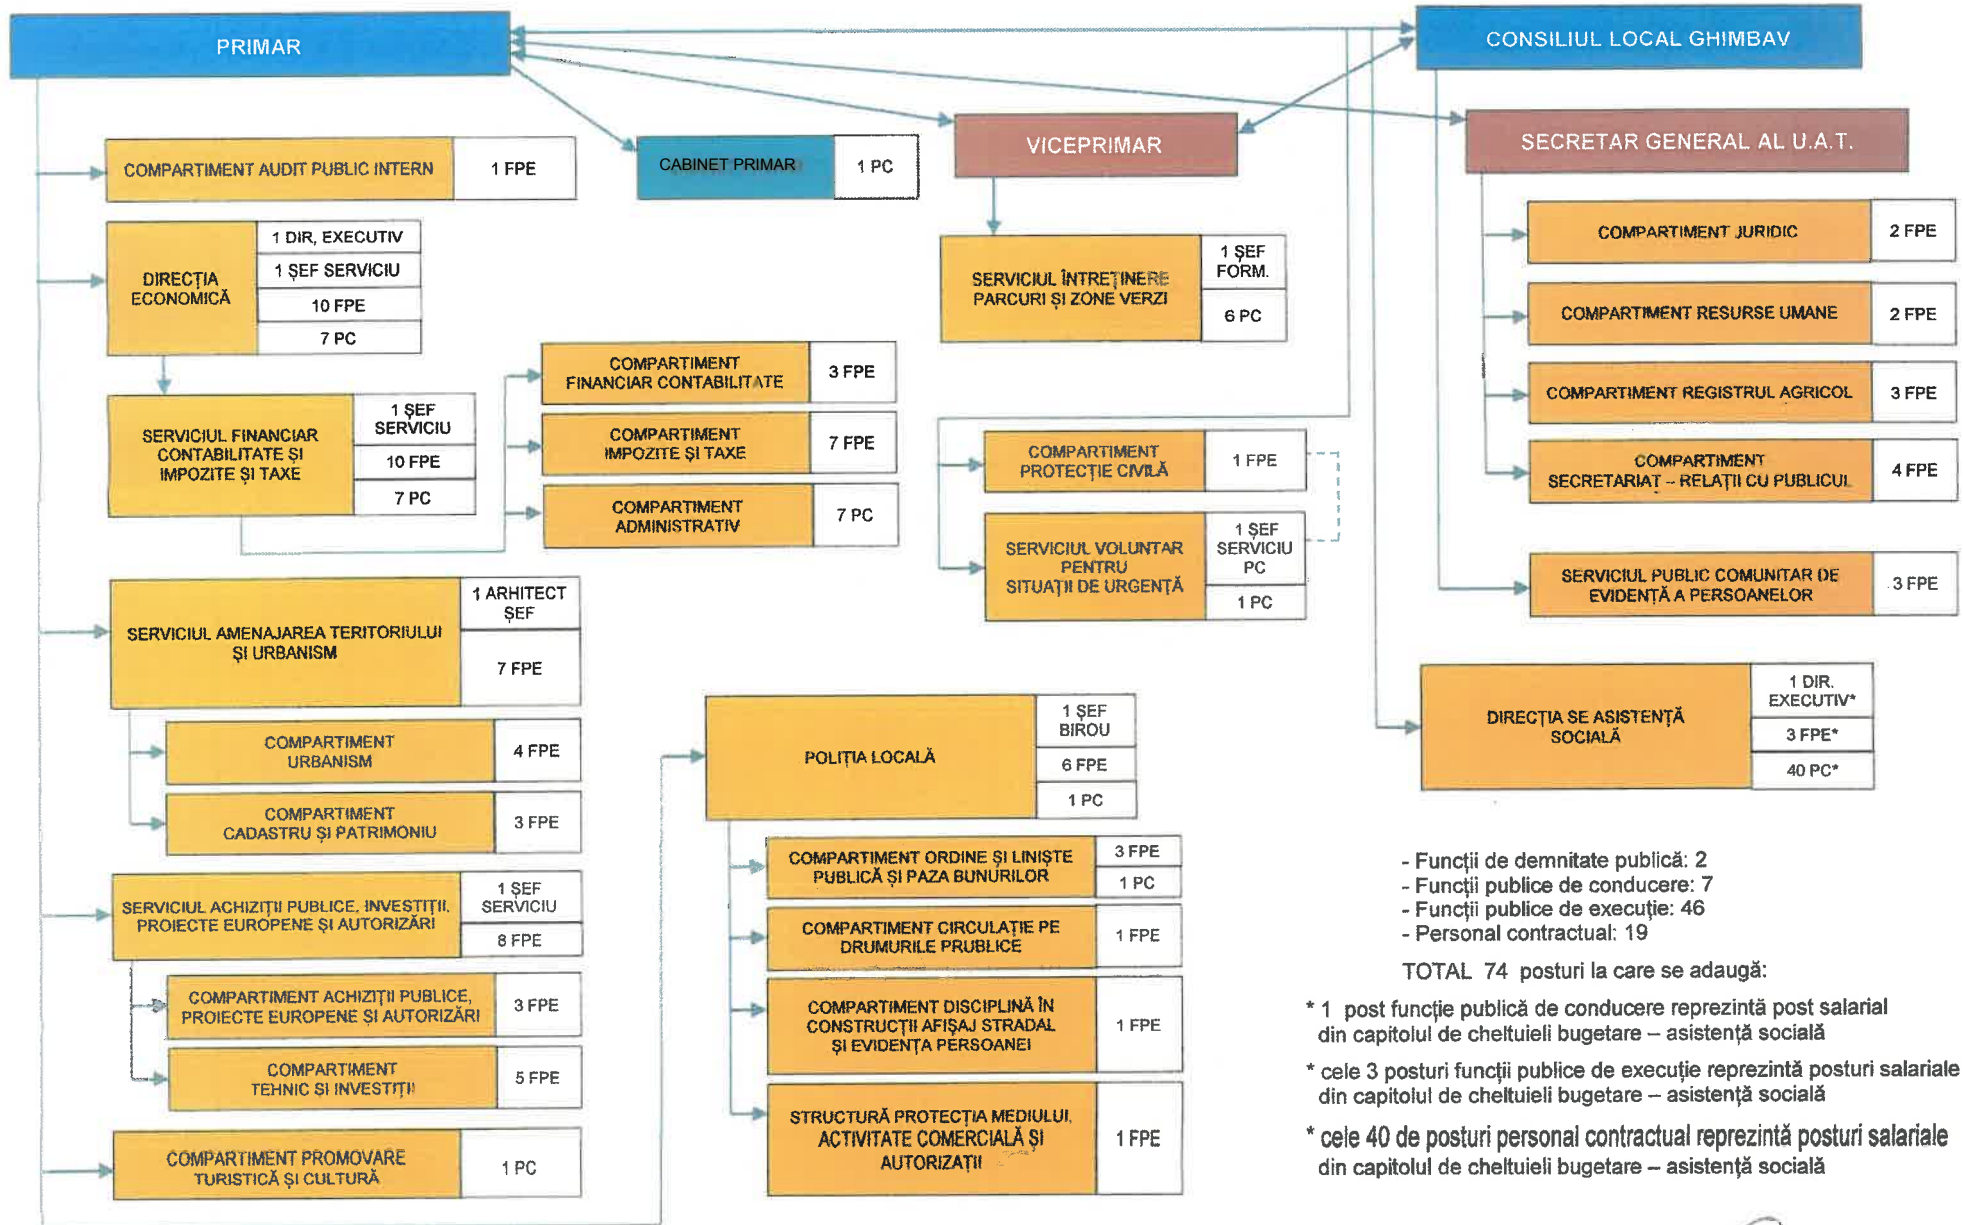 PRIMAR
CONSILIUL LOCAL GHIMBAV
VICEPRIMAR
SECRETAR GENERAL AL U.A.T.
COMPARTIMENT AUDIT PUBLIC INTERN
1 FPE
CABINET PRIMAR
1 PC
DIRECȚIA
ECONOMICĂ
1 DIR, EXECUTIV
1 ȘEF SERVICIU
10 FPE
7 PC
SERVICIUL FINANCIAR
CONTABILITATE ȘI
IMPOZITE ȘI TAXE
1 ȘEF
SERVICIU
10 FPE
7 PC
COMPARTIMENT
FINANCIAR CONTABILITATE
3 FPE
COMPARTIMENT
IMPOZITE ȘI TAXE
7 FPE
COMPARTIMENT
ADMINISTRATIV
7 PC
SERVICIUL ÎNTREȚINERE
PARCURI ȘI ZONE VERZI
1 ȘEF
FORM.
6 PC
COMPARTIMENT
PROTECȚIE CIVILĂ
1 FPE
SERVICIUL VOLUNTAR
PENTRU
SITUAȚII DE URGENȚĂ
1 ȘEF
SERVICIU
PC
1 PC
COMPARTIMENT JURIDIC
2 FPE
COMPARTIMENT RESURSE UMANE
2 FPE
COMPARTIMENT REGISTRUL AGRICOL
3 FPE
COMPARTIMENT
SECRETARIAT – RELAȚII CU PUBLICUL
4 FPE
SERVICIUL PUBLIC COMUNITAR DE
EVIDENȚĂ A PERSOANELOR
3 FPE
SERVICIUL AMENAJAREA TERITORIULUI
ȘI URBANISM
1 ARHITECT
ȘEF
7 FPE
COMPARTIMENT
URBANISM
4 FPE
COMPARTIMENT
CADASTRU ȘI PATRIMONIU
3 FPE
SERVICIUL ACHIZIȚII PUBLICE, INVESTIȚII,
PROIECTE EUROPENE ȘI AUTORIZĂRI
1 ȘEF
SERVICIU
8 FPE
COMPARTIMENT ACHIZIȚII PUBLICE,
PROIECTE EUROPENE ȘI AUTORIZĂRI
3 FPE
COMPARTIMENT
TEHNIC ȘI INVESTIȚII
5 FPE
COMPARTIMENT PROMOVARE
TURISTICĂ ȘI CULTURĂ
1 PC
POLIȚIA LOCALĂ
1 ȘEF
BIROU
6 FPE
1 PC
COMPARTIMENT ORDINE ȘI LINIȘTE
PUBLICĂ ȘI PAZA BUNURILOR
3 FPE
1 PC
COMPARTIMENT CIRCULAȚIE PE
DRUMURILE PRUBLICE
1 FPE
COMPARTIMENT DISCIPLINĂ ÎN
CONSTRUCȚII AFIȘAJ STRADAL
ȘI EVIDENȚA PERSOANEI
1 FPE
STRUCTURĂ PROTECȚIA MEDIULUI,
ACTIVITATE COMERCIALĂ ȘI
AUTORIZAȚII
1 FPE
DIRECȚIA SE ASISTENȚĂ
SOCIALĂ
1 DIR.
EXECUTIV*
3 FPE*
40 PC*
- Funcții de demnitate publică: 2
- Funcții publice de conducere: 7
- Funcții publice de execuție: 46
- Personal contractual: 19
TOTAL 74 posturi la care se adaugă:
* 1 post funcție publică de conducere reprezintă post salarial
din capitolul de cheltuieli bugetare – asistență socială
* cele 3 posturi funcții publice de execuție reprezintă posturi salariale
din capitolul de cheltuieli bugetare – asistență socială
* cele 40 de posturi personal contractual reprezintă posturi salariale
din capitolul de cheltuieli bugetare – asistență socială